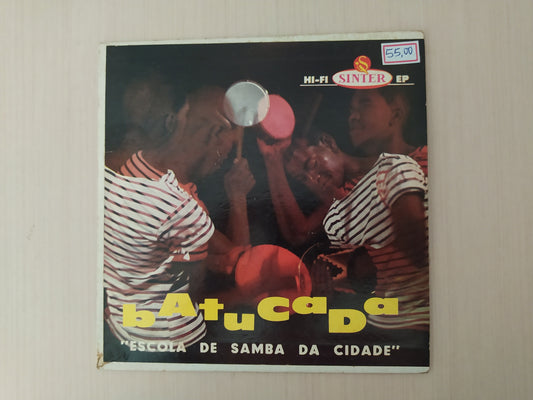 55,00
S
HI-FI SINTER EP
bAtuCaDa
"ESCOLA DE SAMBA DA CIDADE"